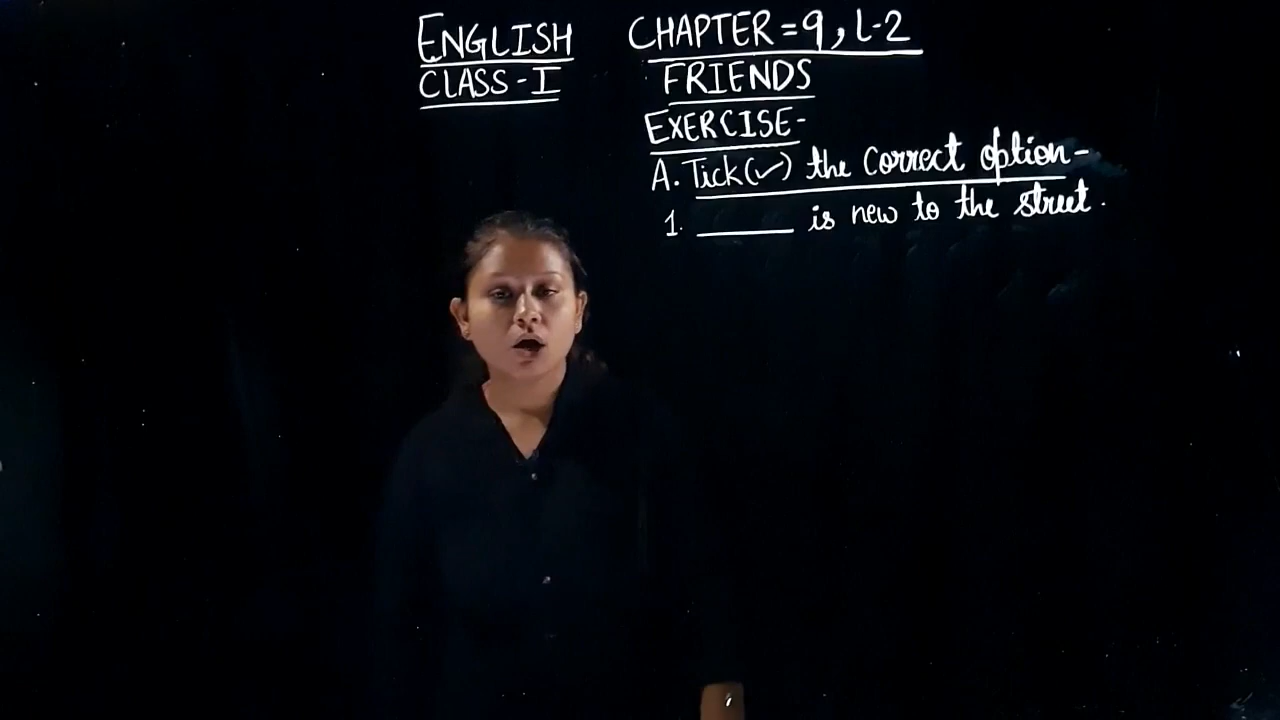 ENGLISH
CLASS-I
CHAPTER=9, L-2
FRIENDS
EXERCISE-
A. Tick(✓) the Correct option-
1. ______ is new to the street.